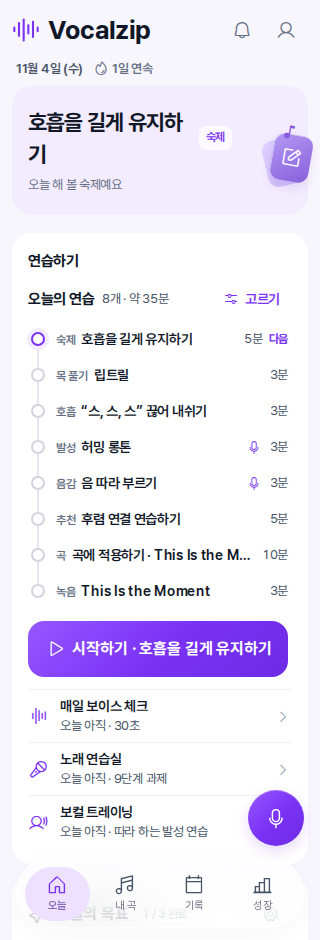 Vocalzip
11월 4일 (수) 1일 연속
호흡을 길게 유지하
기
숙제
오늘 해 볼 숙제예요
연습하기
오늘의 연습 8개 · 약 35분 고르기
숙제 호흡을 길게 유지하기 5분 다음
목 풀기 립트릴 3분
호흡 “스, 스, 스” 끊어 내쉬기 3분
발성 허밍 롱톤 3분
음감 음 따라 부르기 3분
추천 후렴 연결 연습하기 5분
곡 곡에 적용하기 · This Is the M... 10분
녹음 This Is the Moment 3분
시작하기 · 호흡을 길게 유지하기
매일 보이스 체크
오늘 아직 · 30초
노래 연습실
오늘 아직 · 9단계 과제
보컬 트레이닝
오늘 아직 · 따라 하는 발성 연습
의 목표 1 / 3 완료
오늘 내 곡 기록 성장